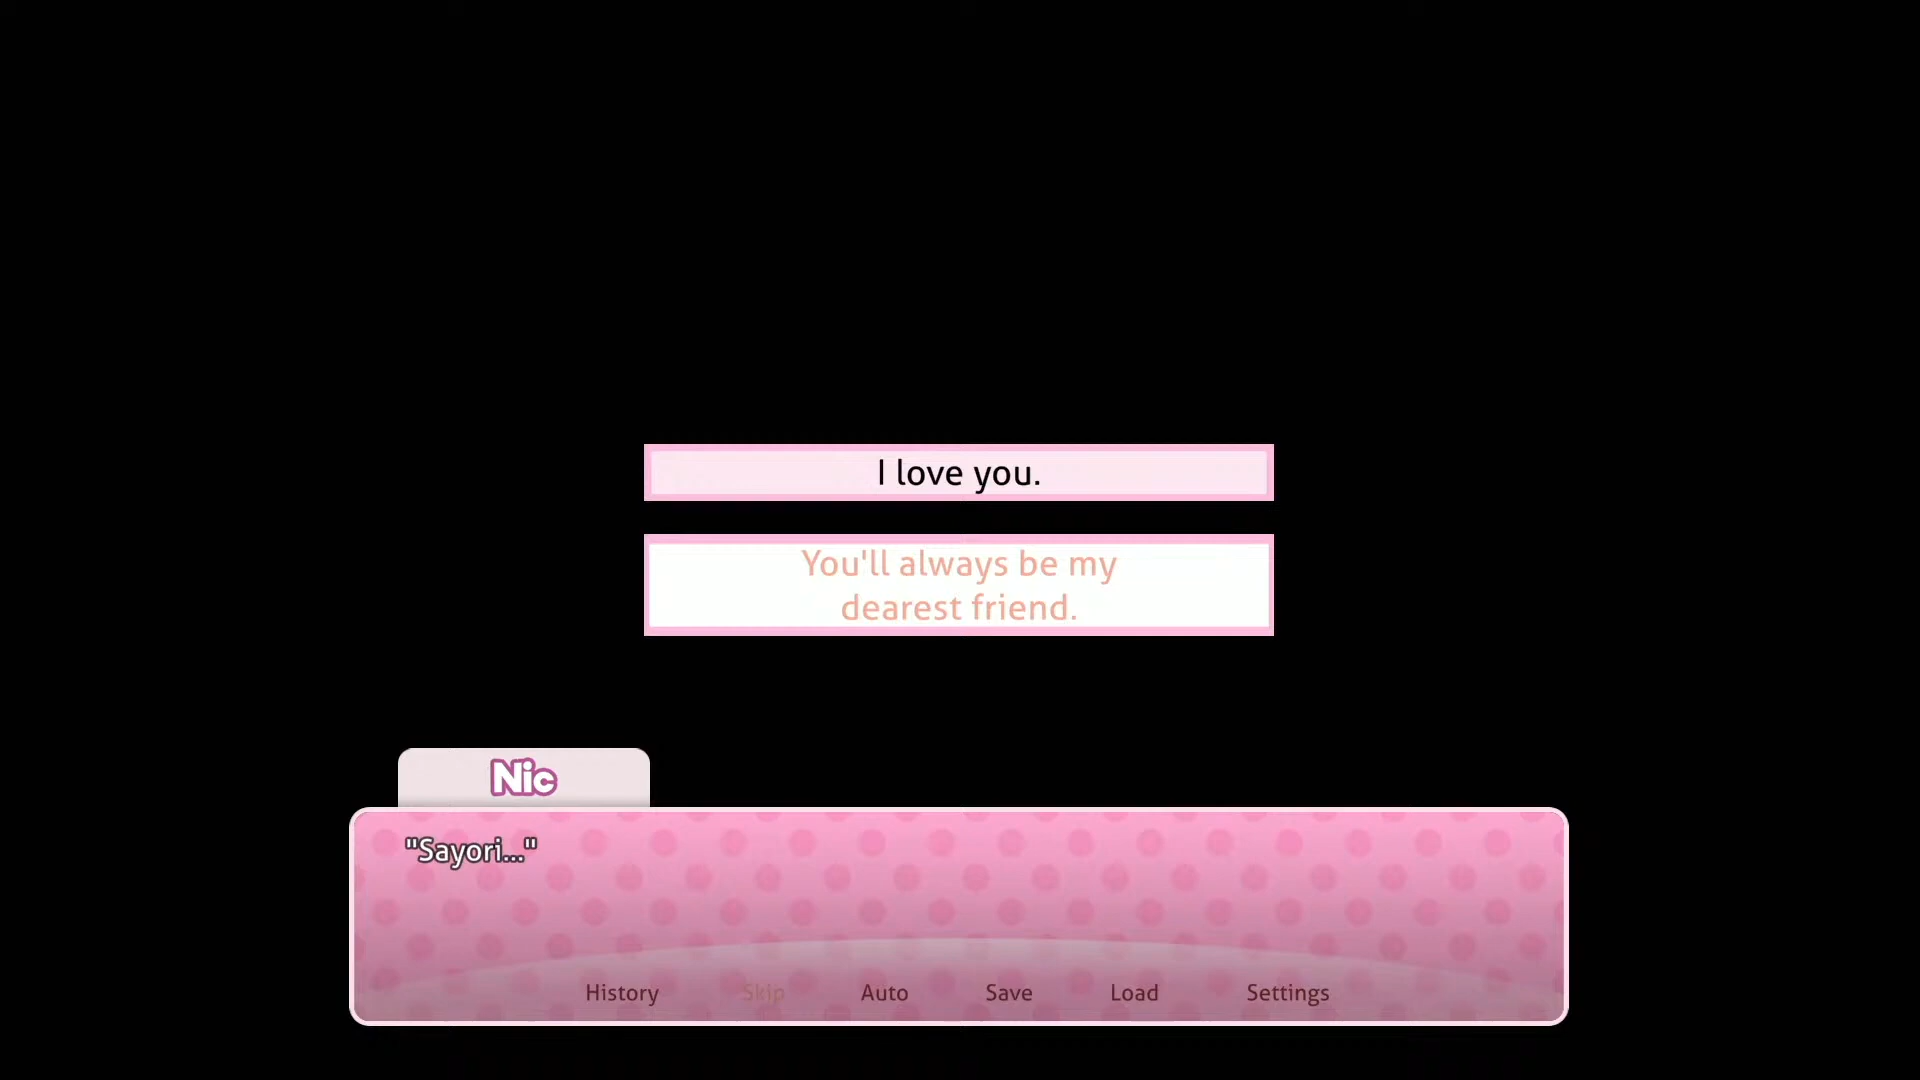 I love you.
You'll always be my
dearest friend.
Nic
"Sayori..."
History Skip Auto Save Load Settings